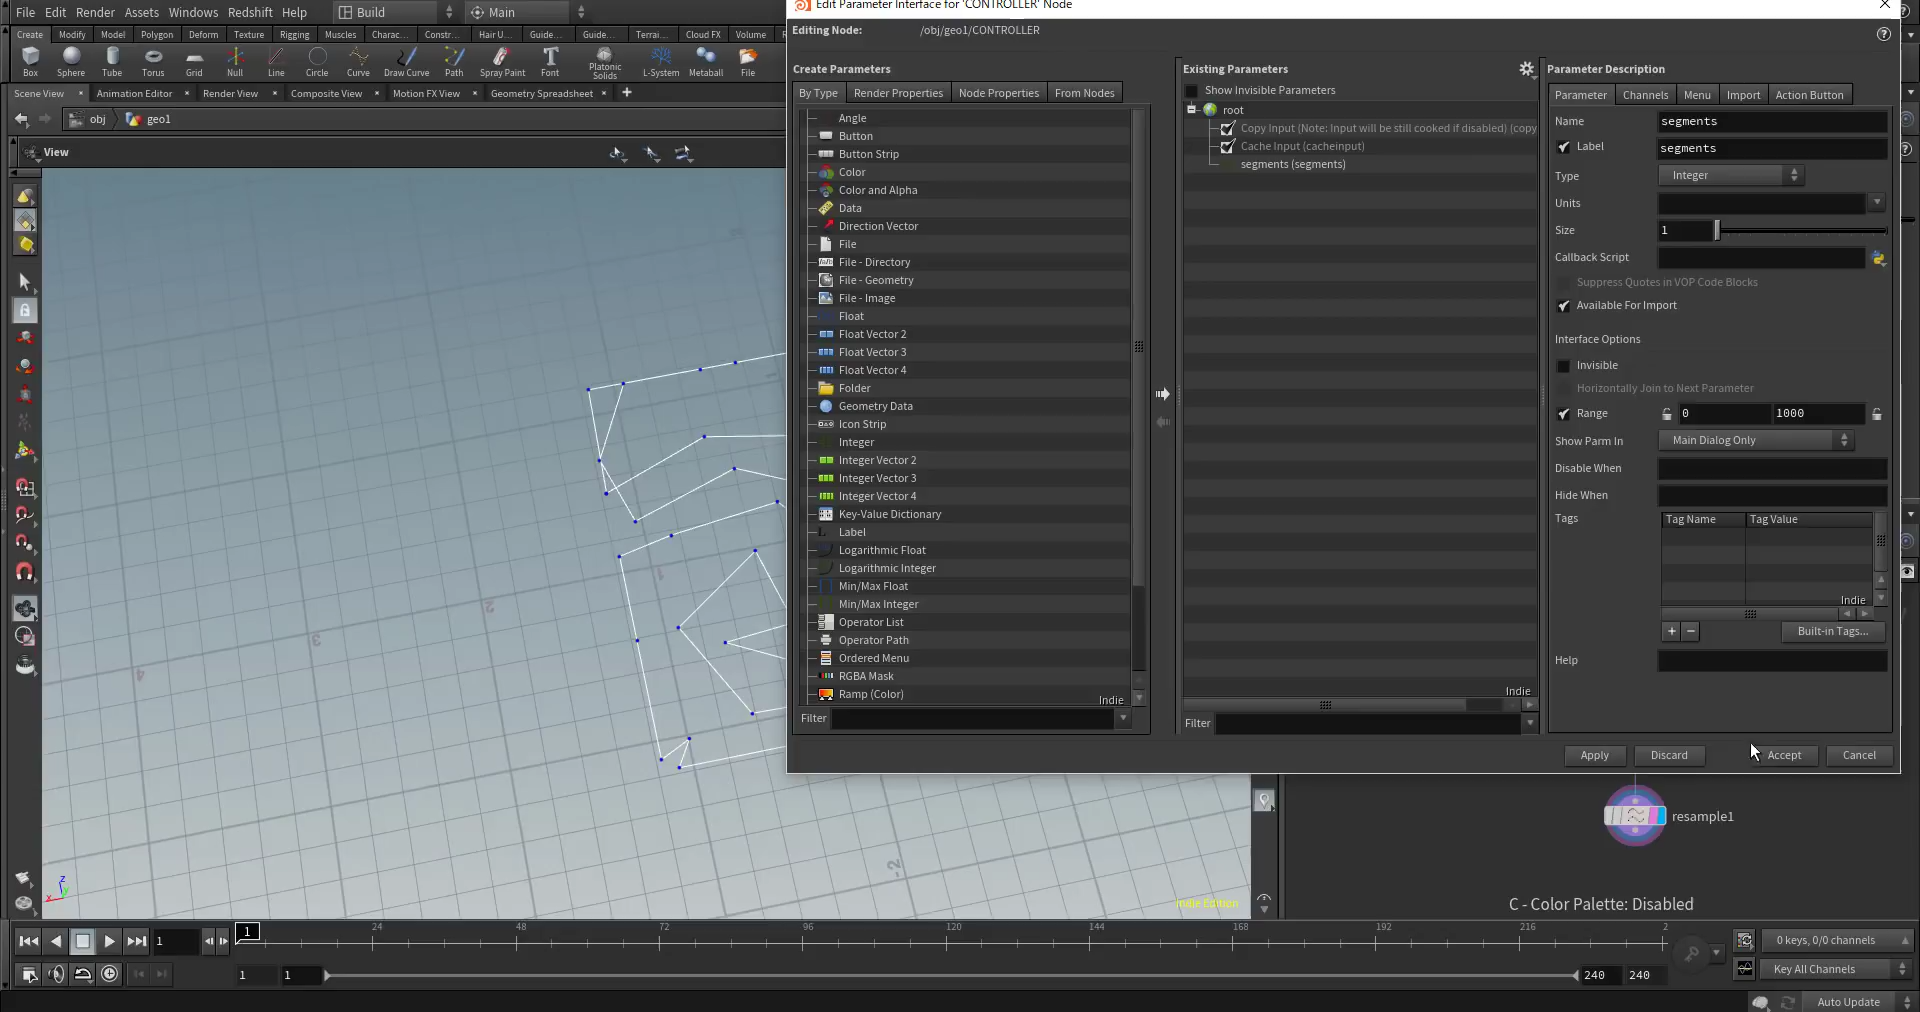 File Edit Render Assets Windows Redshift Help Build Main
Edit Parameter Interface for 'CONTROLLER' Node
Create Modify Model Polygon Deform Texture Rigging Muscles Charac... Constr... Hair U... Guide... Guide... Terrai... Cloud FX Volume
Box Sphere Tube Torus Grid Null Line Circle Curve Draw Curve Path Spray Paint Font Platonic Solids L-System Metaball File
Scene View Animation Editor Render View Composite View Motion FX View Geometry Spreadsheet
obj geo1
View
Editing Node: /obj/geo1/CONTROLLER
Create Parameters
By Type Render Properties Node Properties From Nodes
Angle
Button
Button Strip
Color
Color and Alpha
Data
Direction Vector
File
File - Directory
File - Geometry
File - Image
Float
Float Vector 2
Float Vector 3
Float Vector 4
Folder
Geometry Data
Icon Strip
Integer
Integer Vector 2
Integer Vector 3
Integer Vector 4
Key-Value Dictionary
Label
Logarithmic Float
Logarithmic Integer
Min/Max Float
Min/Max Integer
Operator List
Operator Path
Ordered Menu
RGBA Mask
Ramp (Color)
Indie
Filter
Existing Parameters
Show Invisible Parameters
root
Copy Input (Note: Input will be still cooked if disabled) (copy
Cache Input (cacheinput)
segments (segments)
Indie
Filter
Parameter Description
Parameter Channels Menu Import Action Button
Name segments
Label segments
Type Integer
Units
Size 1
Callback Script
Suppress Quotes in VOP Code Blocks
Available For Import
Interface Options
Invisible
Horizontally Join to Next Parameter
Range 0 1000
Show Parm In Main Dialog Only
Disable When
Hide When
Tags Tag Name Tag Value
Indie
+ − Built-in Tags...
Help
Apply Discard Accept Cancel
1
2
3
4
-2
z
y
x
Indie Edition
resample1
C - Color Palette: Disabled
1 1 24 48 72 96 120 144 168 192 216 2
0 keys, 0/0 channels
1 1 240 240
Key All Channels
Auto Update